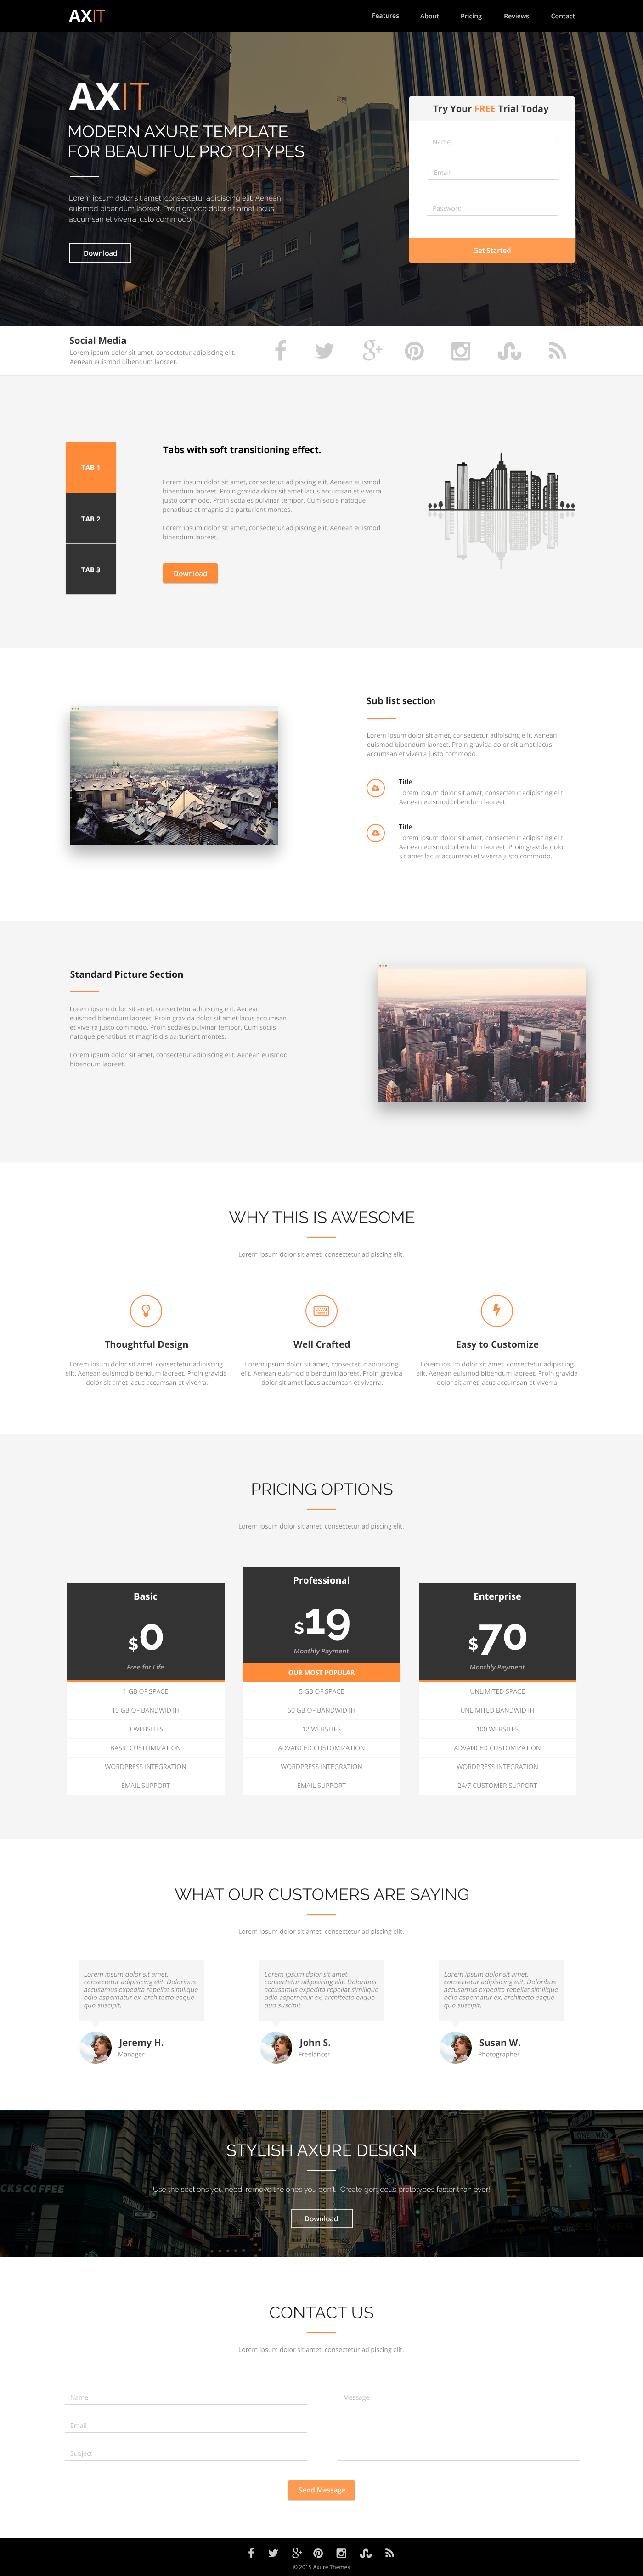 AXIT
Features
About
Pricing
Reviews
Contact
AXIT
MODERN AXURE TEMPLATE
FOR BEAUTIFUL PROTOTYPES
Lorem ipsum dolor sit amet, consectetur adipiscing elit. Aenean
euismod bibendum laoreet. Proin gravida dolor sit amet lacus
accumsan et viverra justo commodo.
Download
Try Your FREE Trial Today
Name
Email
Password
Get Started
Social Media
Lorem ipsum dolor sit amet, consectetur adipiscing elit.
Aenean euismod bibendum laoreet.
TAB 1
TAB 2
TAB 3
Tabs with soft transitioning effect.
Lorem ipsum dolor sit amet, consectetur adipiscing elit. Aenean euismod
bibendum laoreet. Proin gravida dolor sit amet lacus accumsan et viverra
justo commodo. Proin sodales pulvinar tempor. Cum sociis natoque
penatibus et magnis dis parturient montes.
Lorem ipsum dolor sit amet, consectetur adipiscing elit. Aenean euismod
bibendum laoreet.
Download
Sub list section
Lorem ipsum dolor sit amet, consectetur adipiscing elit. Aenean
euismod bibendum laoreet. Proin gravida dolor sit amet lacus
accumsan et viverra justo commodo.
Title
Lorem ipsum dolor sit amet, consectetur adipiscing elit.
Aenean euismod bibendum laoreet.
Title
Lorem ipsum dolor sit amet, consectetur adipiscing elit.
Aenean euismod bibendum laoreet. Proin gravida dolor
sit amet lacus accumsan et viverra justo commodo.
Standard Picture Section
Lorem ipsum dolor sit amet, consectetur adipiscing elit. Aenean
euismod bibendum laoreet. Proin gravida dolor sit amet lacus accumsan
et viverra justo commodo. Proin sodales pulvinar tempor. Cum sociis
natoque penatibus et magnis dis parturient montes.
Lorem ipsum dolor sit amet, consectetur adipiscing elit. Aenean euismod
bibendum laoreet.
WHY THIS IS AWESOME
Lorem ipsum dolor sit amet, consectetur adipiscing elit.
Thoughtful Design
Lorem ipsum dolor sit amet, consectetur adipiscing
elit. Aenean euismod bibendum laoreet. Proin gravida
dolor sit amet lacus accumsan et viverra.
Well Crafted
Lorem ipsum dolor sit amet, consectetur adipiscing
elit. Aenean euismod bibendum laoreet. Proin gravida
dolor sit amet lacus accumsan et viverra.
Easy to Customize
Lorem ipsum dolor sit amet, consectetur adipiscing
elit. Aenean euismod bibendum laoreet. Proin gravida
dolor sit amet lacus accumsan et viverra.
PRICING OPTIONS
Lorem ipsum dolor sit amet, consectetur adipiscing elit.
Basic
$0
Free for Life
1 GB OF SPACE
10 GB OF BANDWIDTH
3 WEBSITES
BASIC CUSTOMIZATION
WORDPRESS INTEGRATION
EMAIL SUPPORT
Professional
$19
Monthly Payment
OUR MOST POPULAR
5 GB OF SPACE
50 GB OF BANDWIDTH
12 WEBSITES
ADVANCED CUSTOMIZATION
WORDPRESS INTEGRATION
EMAIL SUPPORT
Enterprise
$70
Monthly Payment
UNLIMITED SPACE
UNLIMITED BANDWIDTH
100 WEBSITES
ADVANCED CUSTOMIZATION
WORDPRESS INTEGRATION
24/7 CUSTOMER SUPPORT
WHAT OUR CUSTOMERS ARE SAYING
Lorem ipsum dolor sit amet, consectetur adipiscing elit.
Lorem ipsum dolor sit amet,
consectetur adipisicing elit. Doloribus
accusamus expedita repellat similique
odio aspernatur ex, architecto eaque
quo suscipit.
Jeremy H.
Manager
Lorem ipsum dolor sit amet,
consectetur adipisicing elit. Doloribus
accusamus expedita repellat similique
odio aspernatur ex, architecto eaque
quo suscipit.
John S.
Freelancer
Lorem ipsum dolor sit amet,
consectetur adipisicing elit. Doloribus
accusamus expedita repellat similique
odio aspernatur ex, architecto eaque
quo suscipit.
Susan W.
Photographer
STYLISH AXURE DESIGN
Use the sections you need, remove the ones you don't. Create gorgeous prototypes faster than ever!
CKS COFFEE
Download
CONTACT US
Lorem ipsum dolor sit amet, consectetur adipiscing elit.
Name
Email
Subject
Message
Send Message
© 2015 Axure Themes